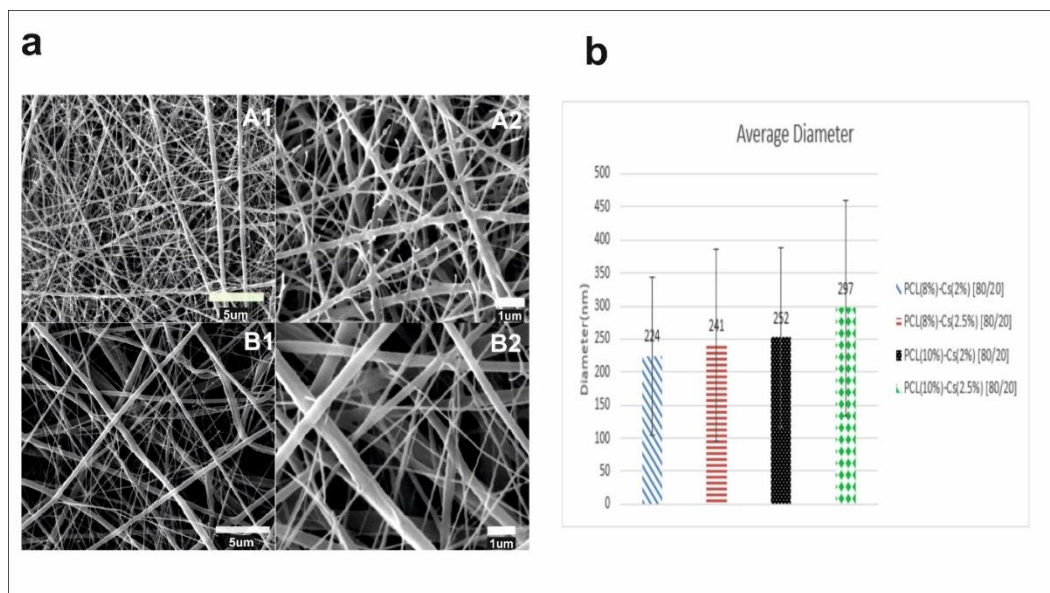 a
A1
5um
A2
1um
B1
5um
B2
1um
b
Average Diameter
Diameter(nm)
500
450
400
350
300
250
200
150
100
50
0
224
241
252
297
PCL(8%)-Cs(2%) [80/20]
PCL(8%)-Cs(2.5%) [80/20]
PCL(10%)-Cs(2%) [80/20]
PCL(10%)-Cs(2.5%) [80/20]